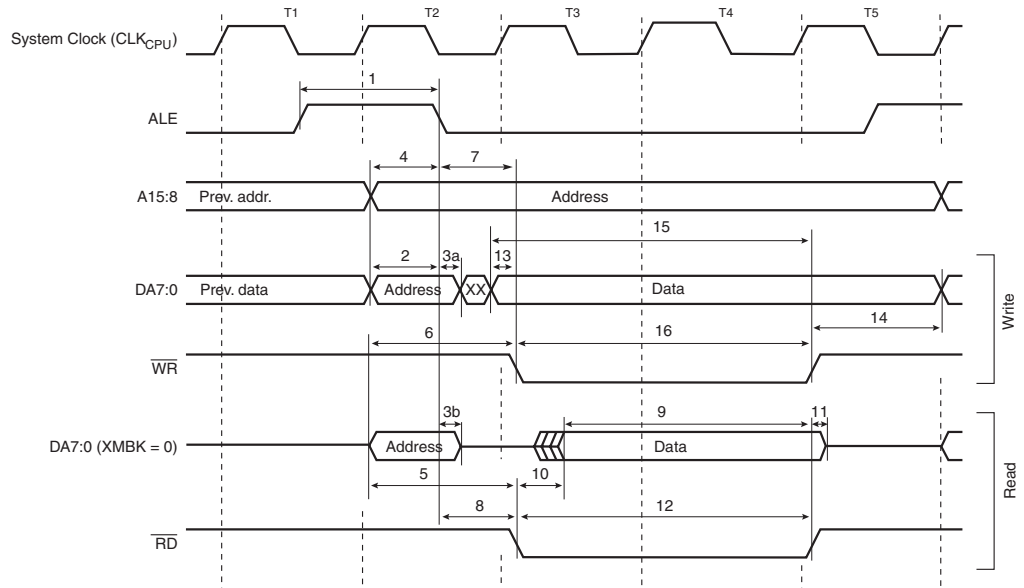 T1 T2 T3 T4 T5
System Clock (CLKCPU)
1
ALE
4 7
A15:8 Prev. addr. Address
15
2 3a 13
DA7:0 Prev. data Address XX Data
14
6 16
WR
Write
3b 9 11
DA7:0 (XMBK = 0) Address Data
5 10
8 12
RD
Read